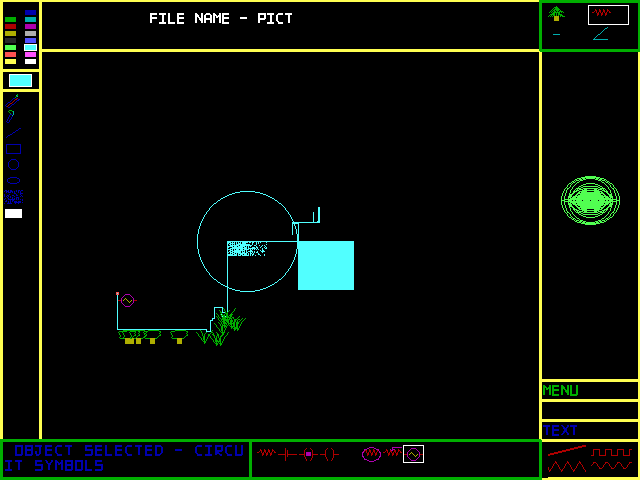 FILE NAME - PICT
MENU
TEXT
OBJECT SELECTED - CIRCU
IT SYMBOLS